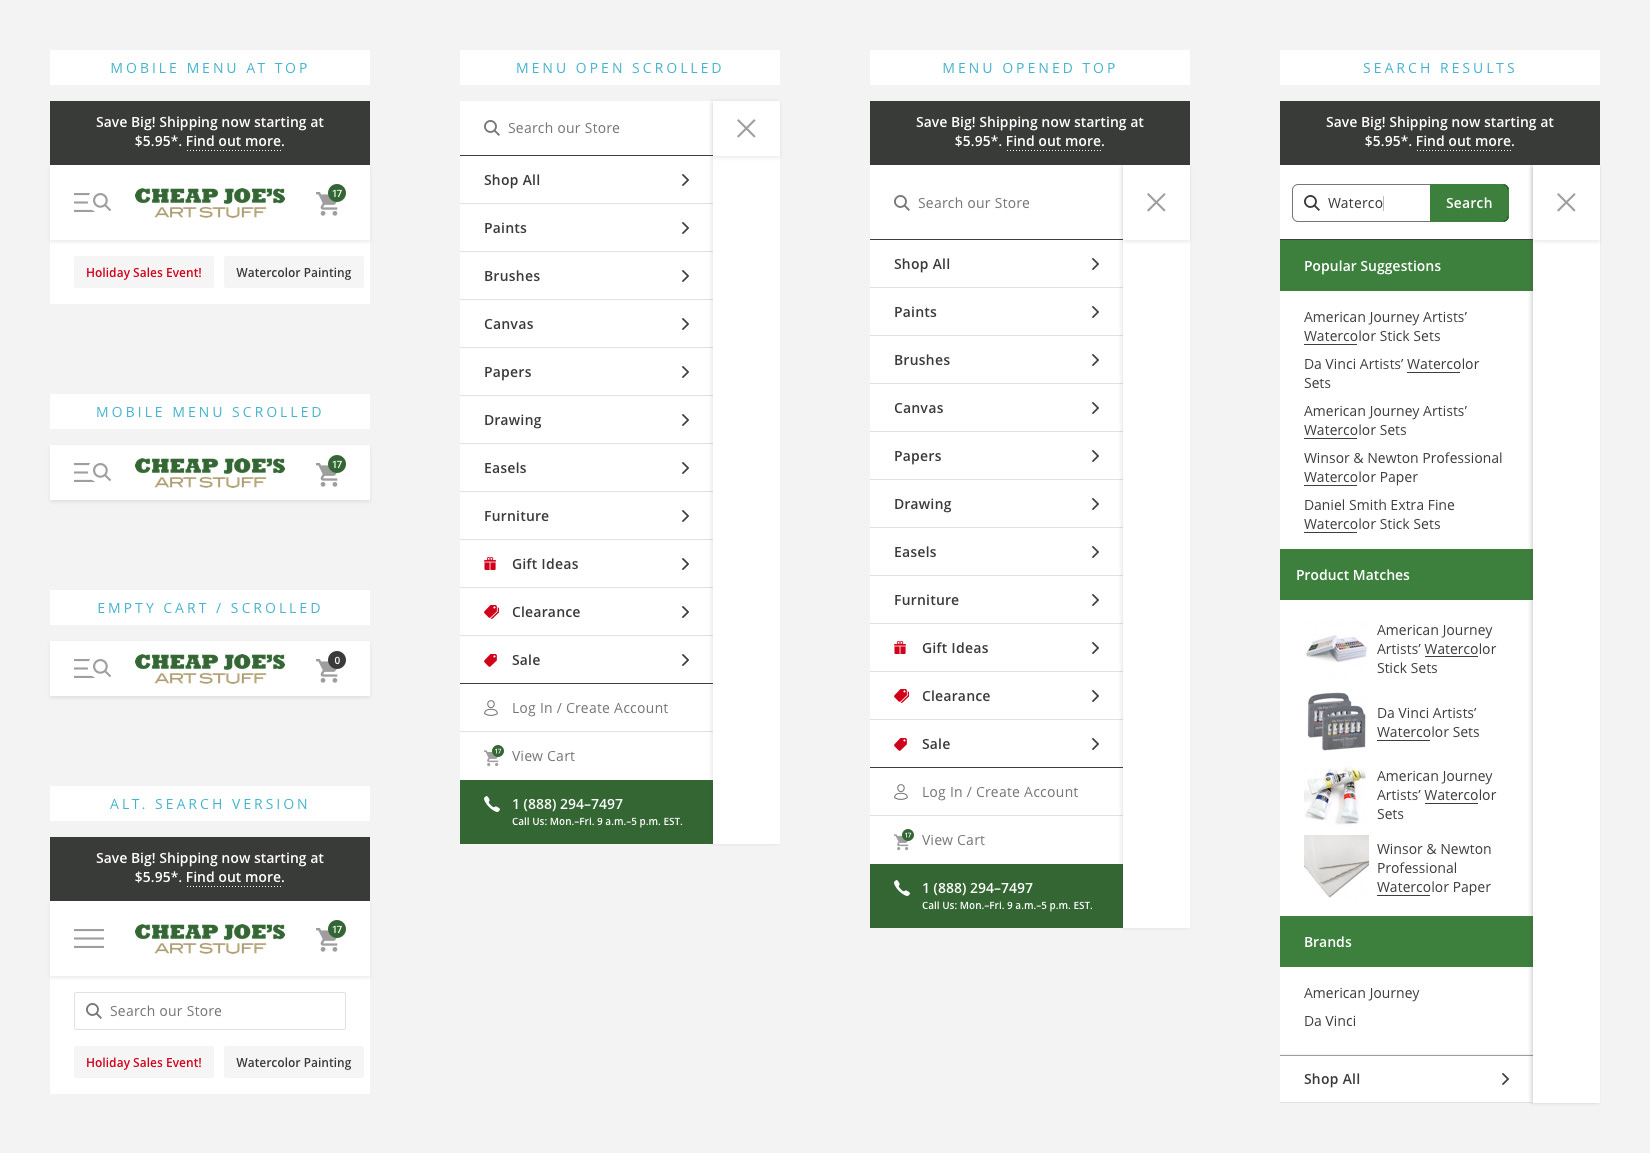 MOBILE MENU AT TOP
Save Big! Shipping now starting at
$5.95*. Find out more.
CHEAP JOE'S
ART STUFF
17
Holiday Sales Event!
Watercolor Painting
MOBILE MENU SCROLLED
CHEAP JOE'S
ART STUFF
17
EMPTY CART / SCROLLED
CHEAP JOE'S
ART STUFF
0
ALT. SEARCH VERSION
Save Big! Shipping now starting at
$5.95*. Find out more.
CHEAP JOE'S
ART STUFF
17
Search our Store
Holiday Sales Event!
Watercolor Painting
MENU OPEN SCROLLED
Search our Store
Shop All
Paints
Brushes
Canvas
Papers
Drawing
Easels
Furniture
Gift Ideas
Clearance
Sale
Log In / Create Account
17
View Cart
1 (888) 294–7497
Call Us: Mon.–Fri. 9 a.m.–5 p.m. EST.
MENU OPENED TOP
Save Big! Shipping now starting at
$5.95*. Find out more.
Search our Store
Shop All
Paints
Brushes
Canvas
Papers
Drawing
Easels
Furniture
Gift Ideas
Clearance
Sale
Log In / Create Account
17
View Cart
1 (888) 294–7497
Call Us: Mon.–Fri. 9 a.m.–5 p.m. EST.
SEARCH RESULTS
Save Big! Shipping now starting at
$5.95*. Find out more.
Waterco
Search
Popular Suggestions
American Journey Artists’
Watercolor Stick Sets
Da Vinci Artists’ Watercolor
Sets
American Journey Artists’
Watercolor Sets
Winsor & Newton Professional
Watercolor Paper
Daniel Smith Extra Fine
Watercolor Stick Sets
Product Matches
American Journey
Artists’ Watercolor
Stick Sets
Da Vinci Artists’
Watercolor Sets
American Journey
Artists’ Watercolor
Sets
Winsor & Newton
Professional
Watercolor Paper
Brands
American Journey
Da Vinci
Shop All